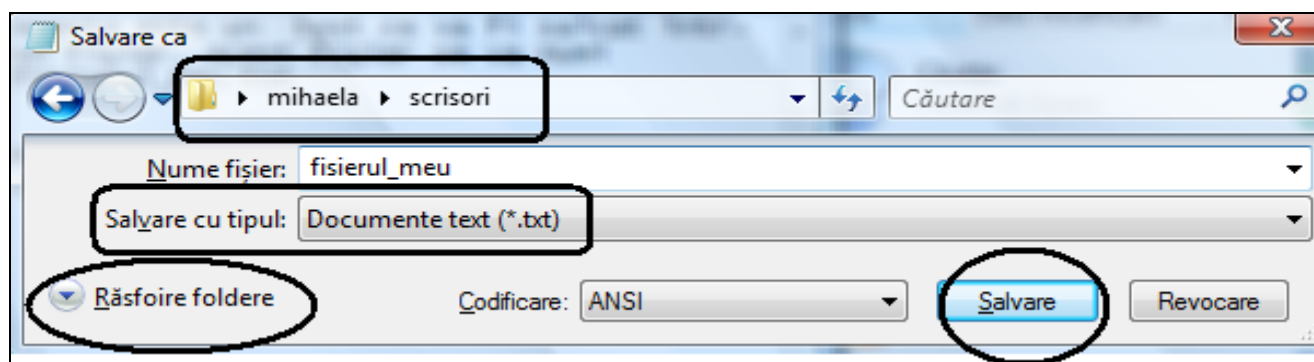 Salvare ca
mihaela scrisori Căutare
Nume fișier: fisierul_meu
Salvare cu tipul: Documente text (*.txt)
Răsfoire foldere Codificare: ANSI Salvare Revocare